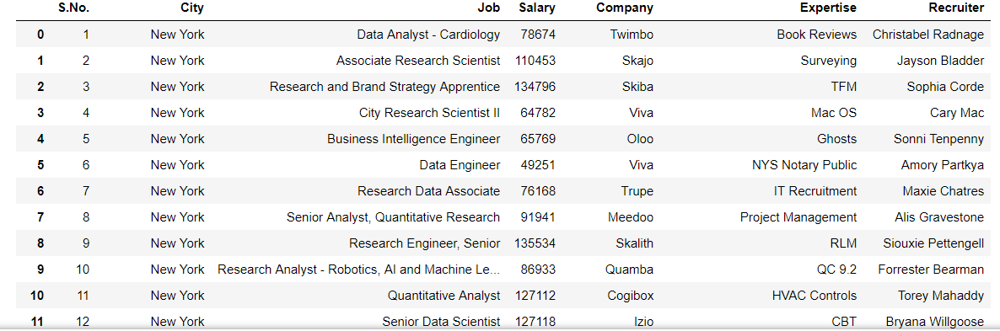 S.No. City Job Salary Company Expertise Recruiter
0 1 New York Data Analyst - Cardiology 78674 Twimbo Book Reviews Christabel Radnage
1 2 New York Associate Research Scientist 110453 Skajo Surveying Jayson Bladder
2 3 New York Research and Brand Strategy Apprentice 134796 Skiba TFM Sophia Corde
3 4 New York City Research Scientist II 64782 Viva Mac OS Cary Mac
4 5 New York Business Intelligence Engineer 65769 Oloo Ghosts Sonni Tenpenny
5 6 New York Data Engineer 49251 Viva NYS Notary Public Amory Partkya
6 7 New York Research Data Associate 76168 Trupe IT Recruitment Maxie Chatres
7 8 New York Senior Analyst, Quantitative Research 91941 Meedoo Project Management Alis Gravestone
8 9 New York Research Engineer, Senior 135534 Skalith RLM Siouxie Pettengell
9 10 New York Research Analyst - Robotics, AI and Machine Le... 86933 Quamba QC 9.2 Forrester Bearman
10 11 New York Quantitative Analyst 127112 Cogibox HVAC Controls Torey Mahaddy
11 12 New York Senior Data Scientist 127118 Izio CBT Bryana Willgoose